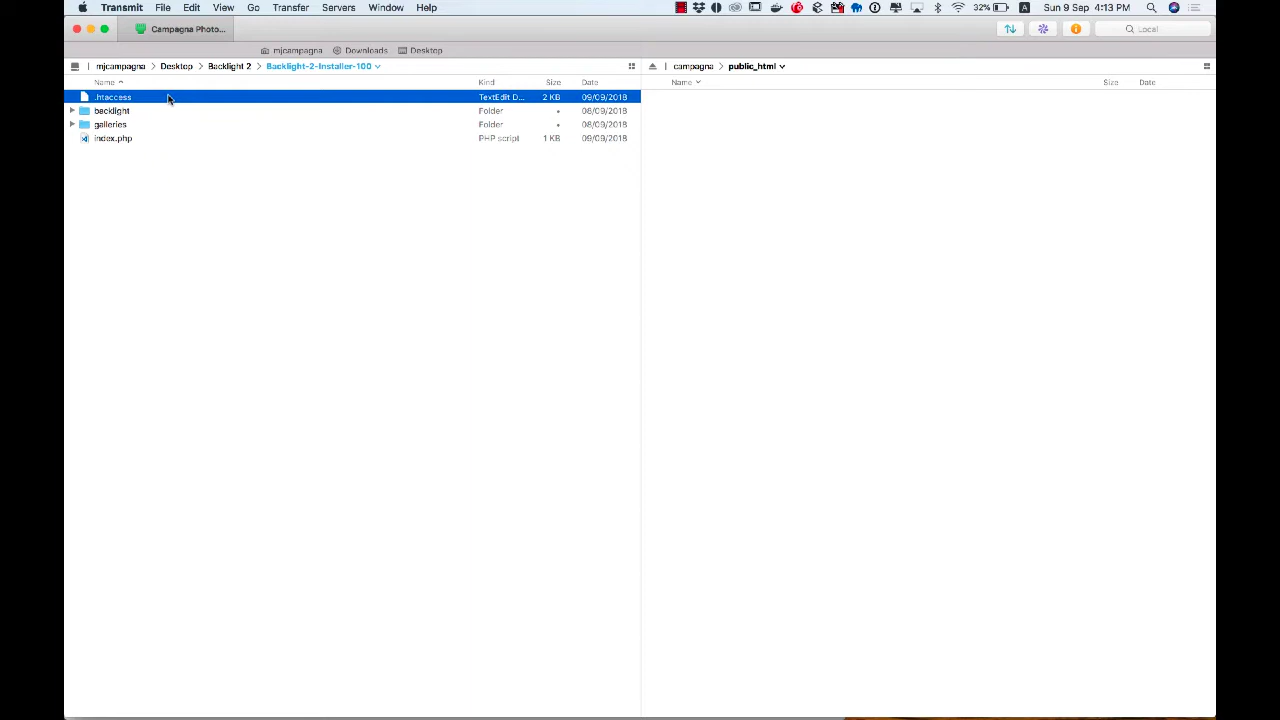 Transmit File Edit View Go Transfer Servers Window Help 32% A Sun 9 Sep 4:13 PM
Campagna Photo... Local
mjcampagna Downloads Desktop
mjcampagna Desktop Backlight 2 Backlight-2-Installer-100 campagna public_html
Name Kind Size Date Name Size Date
.htaccess TextEdit D... 2 KB 09/09/2018
backlight Folder • 08/09/2018
galleries Folder • 08/09/2018
index.php PHP script 1 KB 09/09/2018